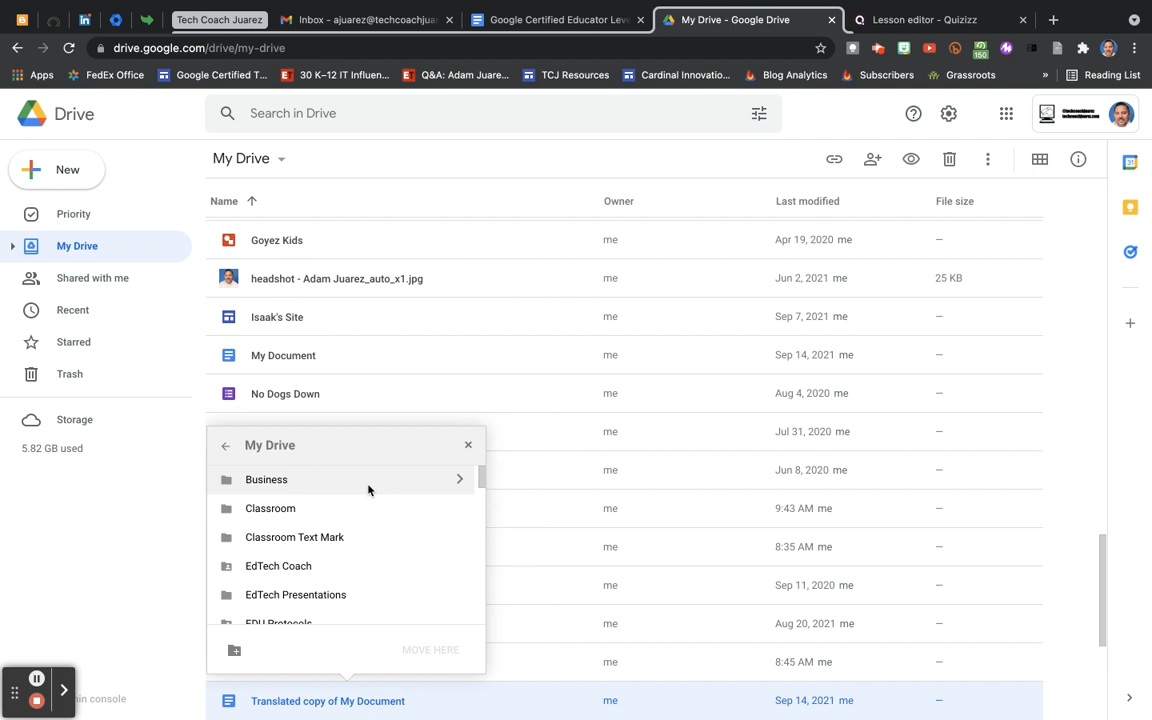 Tech Coach Juarez
Inbox - ajuarez@techcoachjuar
Google Certified Educator Leve
My Drive - Google Drive
Lesson editor - Quizizz
drive.google.com/drive/my-drive
150
Apps
FedEx Office
Google Certified T...
30 K–12 IT Influen...
Q&A: Adam Juare...
TCJ Resources
Cardinal Innovatio...
Blog Analytics
Subscribers
Grassroots
Reading List
Drive
Search in Drive
New
My Drive
31
Priority
Name
Owner
Last modified
File size
My Drive
Goyez Kids
me
Apr 19, 2020 me
—
Shared with me
headshot - Adam Juarez_auto_x1.jpg
me
Jun 2, 2021 me
25 KB
Recent
Isaak's Site
me
Sep 7, 2021 me
—
Starred
My Document
me
Sep 14, 2021 me
—
Trash
No Dogs Down
me
Aug 4, 2020 me
—
Storage
5.82 GB used
me
Jul 31, 2020 me
—
My Drive
me
Jun 8, 2020 me
—
Business
Classroom
me
9:43 AM me
—
Classroom Text Mark
me
8:35 AM me
—
EdTech Coach
me
Sep 11, 2020 me
—
EdTech Presentations
EDU Protocols
me
Aug 20, 2021 me
—
MOVE HERE
me
8:45 AM me
—
Translated copy of My Document
me
Sep 14, 2021 me
—
in console